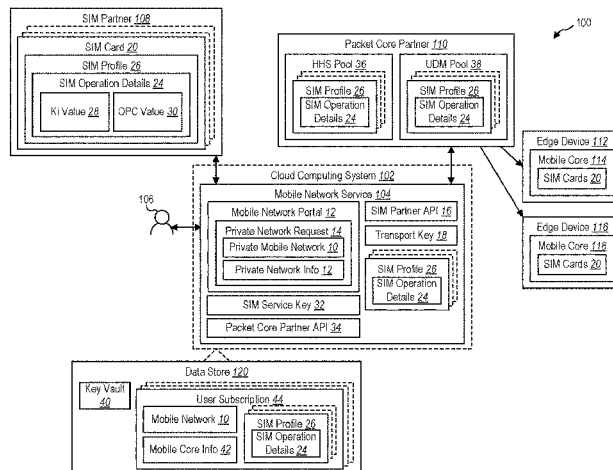 100
SIM Partner 108
SIM Card 20
SIM Profile 26
SIM Operation Details 24
Ki Value 28
OPC Value 30
Packet Core Partner 110
HHS Pool 36
UDM Pool 38
SIM Profile 26
SIM Operation
Details 24
SIM Profile 26
SIM Operation
Details 24
Edge Device 112
Mobile Core 114
SIM Cards 20
Edge Device 116
Mobile Core 118
SIM Cards 20
Cloud Computing System 102
Mobile Network Service 104
106
Mobile Network Portal 12
Private Network Request 14
Private Mobile Network 10
Private Network Info 12
SIM Partner API 16
Transport Key 18
SIM Profile 26
SIM Operation
Details 24
SIM Service Key 32
Packet Core Partner API 34
Data Store 120
Key Vault
40
User Subscription 44
Mobile Network 10
Mobile Core Info 42
SIM Profile 26
SIM Operation
Details 24